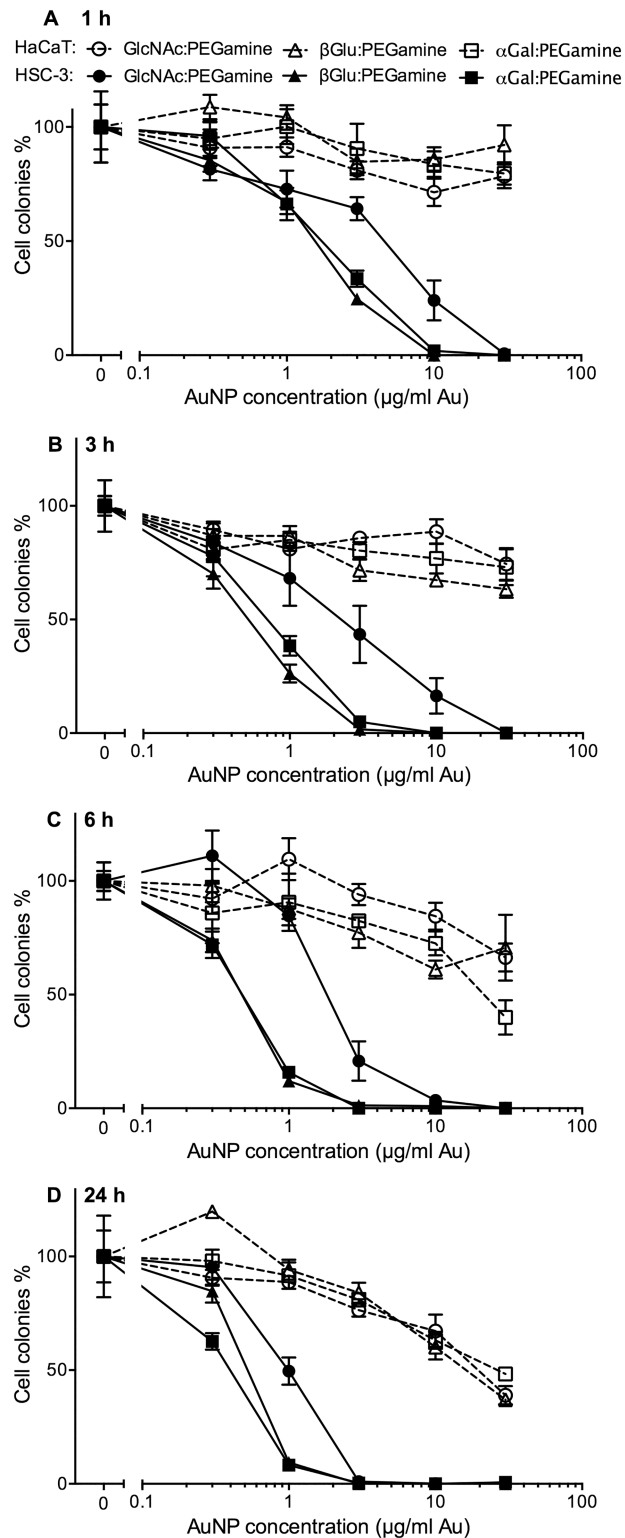 A 1 h
HaCaT: GlcNAc:PEGamine βGlu:PEGamine αGal:PEGamine
HSC-3: GlcNAc:PEGamine βGlu:PEGamine αGal:PEGamine
100
50
0
Cell colonies %
0 0.1 1 10 100
AuNP concentration (µg/ml Au)
B 3 h
100
50
0
Cell colonies %
0 0.1 1 10 100
AuNP concentration (µg/ml Au)
C 6 h
100
50
0
Cell colonies %
0 0.1 1 10 100
AuNP concentration (µg/ml Au)
D 24 h
100
50
0
Cell colonies %
0 0.1 1 10 100
AuNP concentration (µg/ml Au)